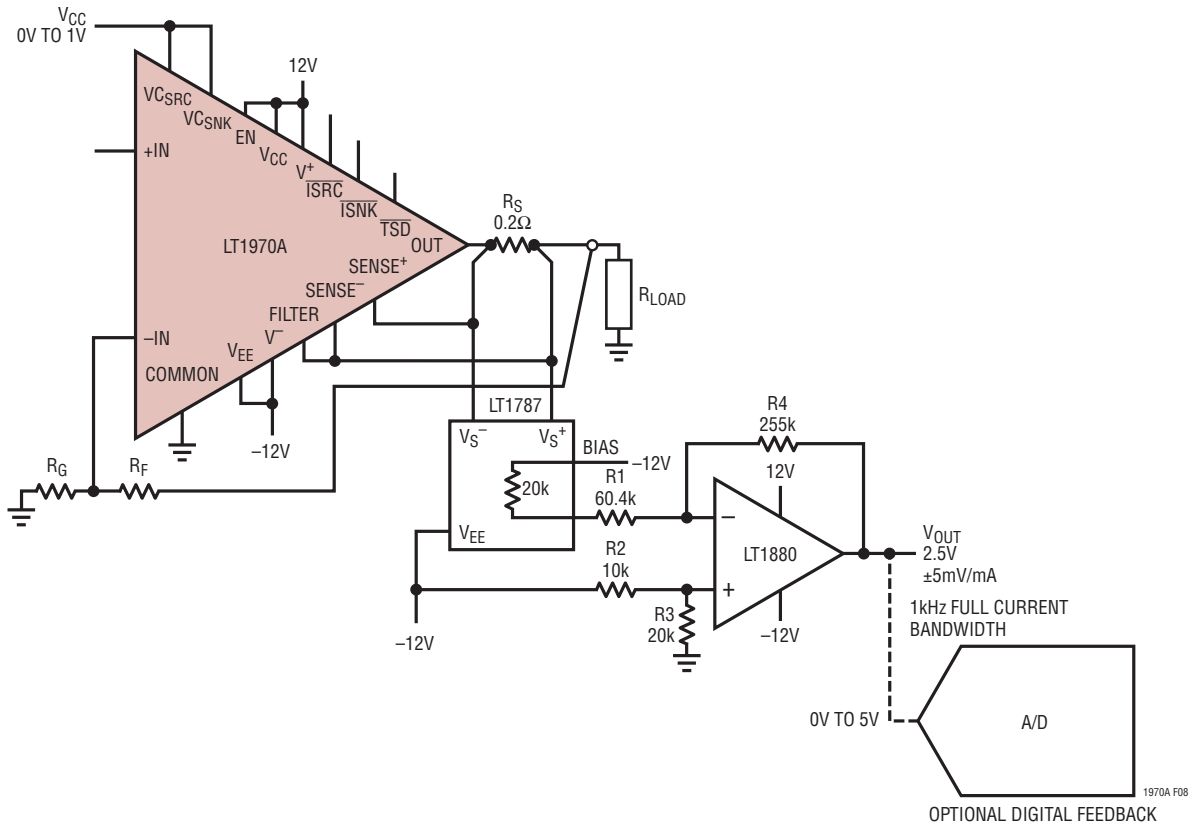 VCC
0V TO 1V
12V
VCSRC
VCSNK
EN
VCC
V+
ISRC
ISNK
TSD
+IN
LT1970A
OUT
SENSE+
SENSE–
FILTER
V–
VEE
–IN
COMMON
–12V
RS
0.2Ω
RLOAD
RG
RF
LT1787
VS–
VS+
BIAS
–12V
20k
R1
60.4k
VEE
R2
10k
R3
20k
–12V
R4
255k
12V
–
LT1880
+
–12V
VOUT
2.5V
±5mV/mA
1kHz FULL CURRENT
BANDWIDTH
0V TO 5V
A/D
1970A F08
OPTIONAL DIGITAL FEEDBACK